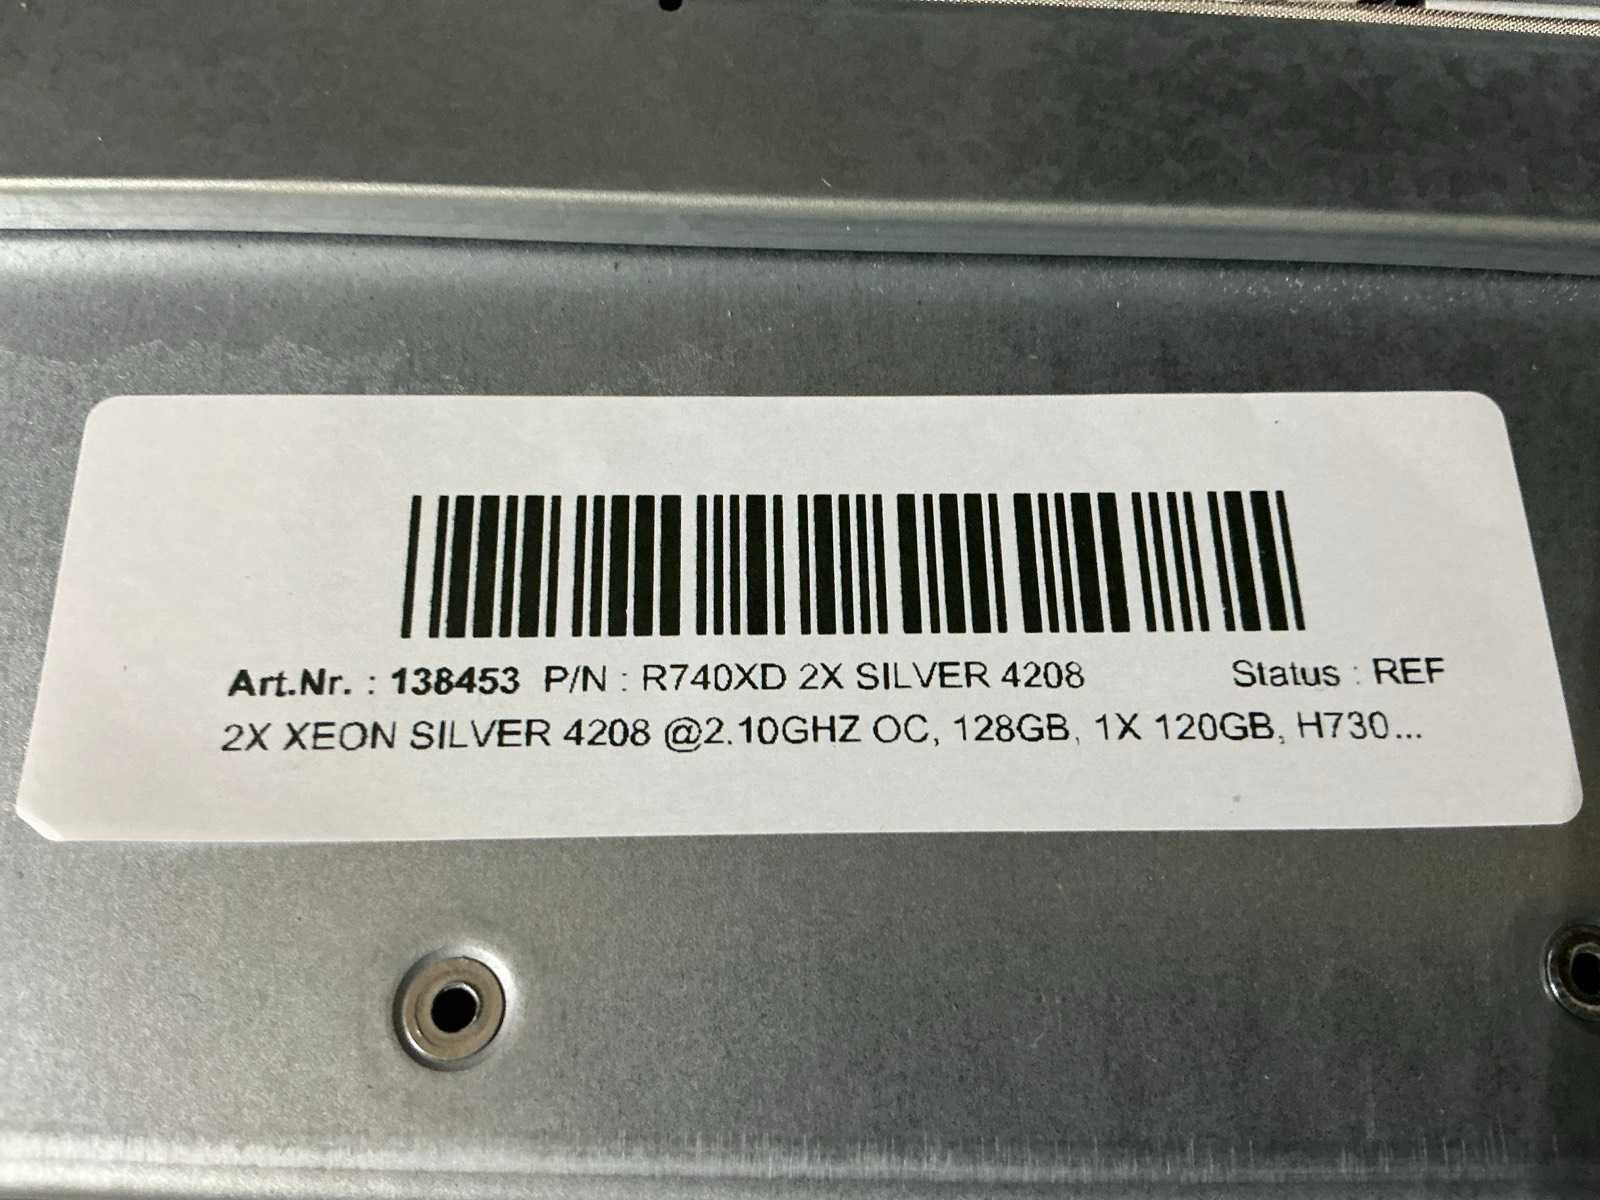 Art.Nr. : 138453 P/N : R740XD 2X SILVER 4208 Status : REF
2X XEON SILVER 4208 @2.10GHZ OC, 128GB, 1X 120GB, H730...